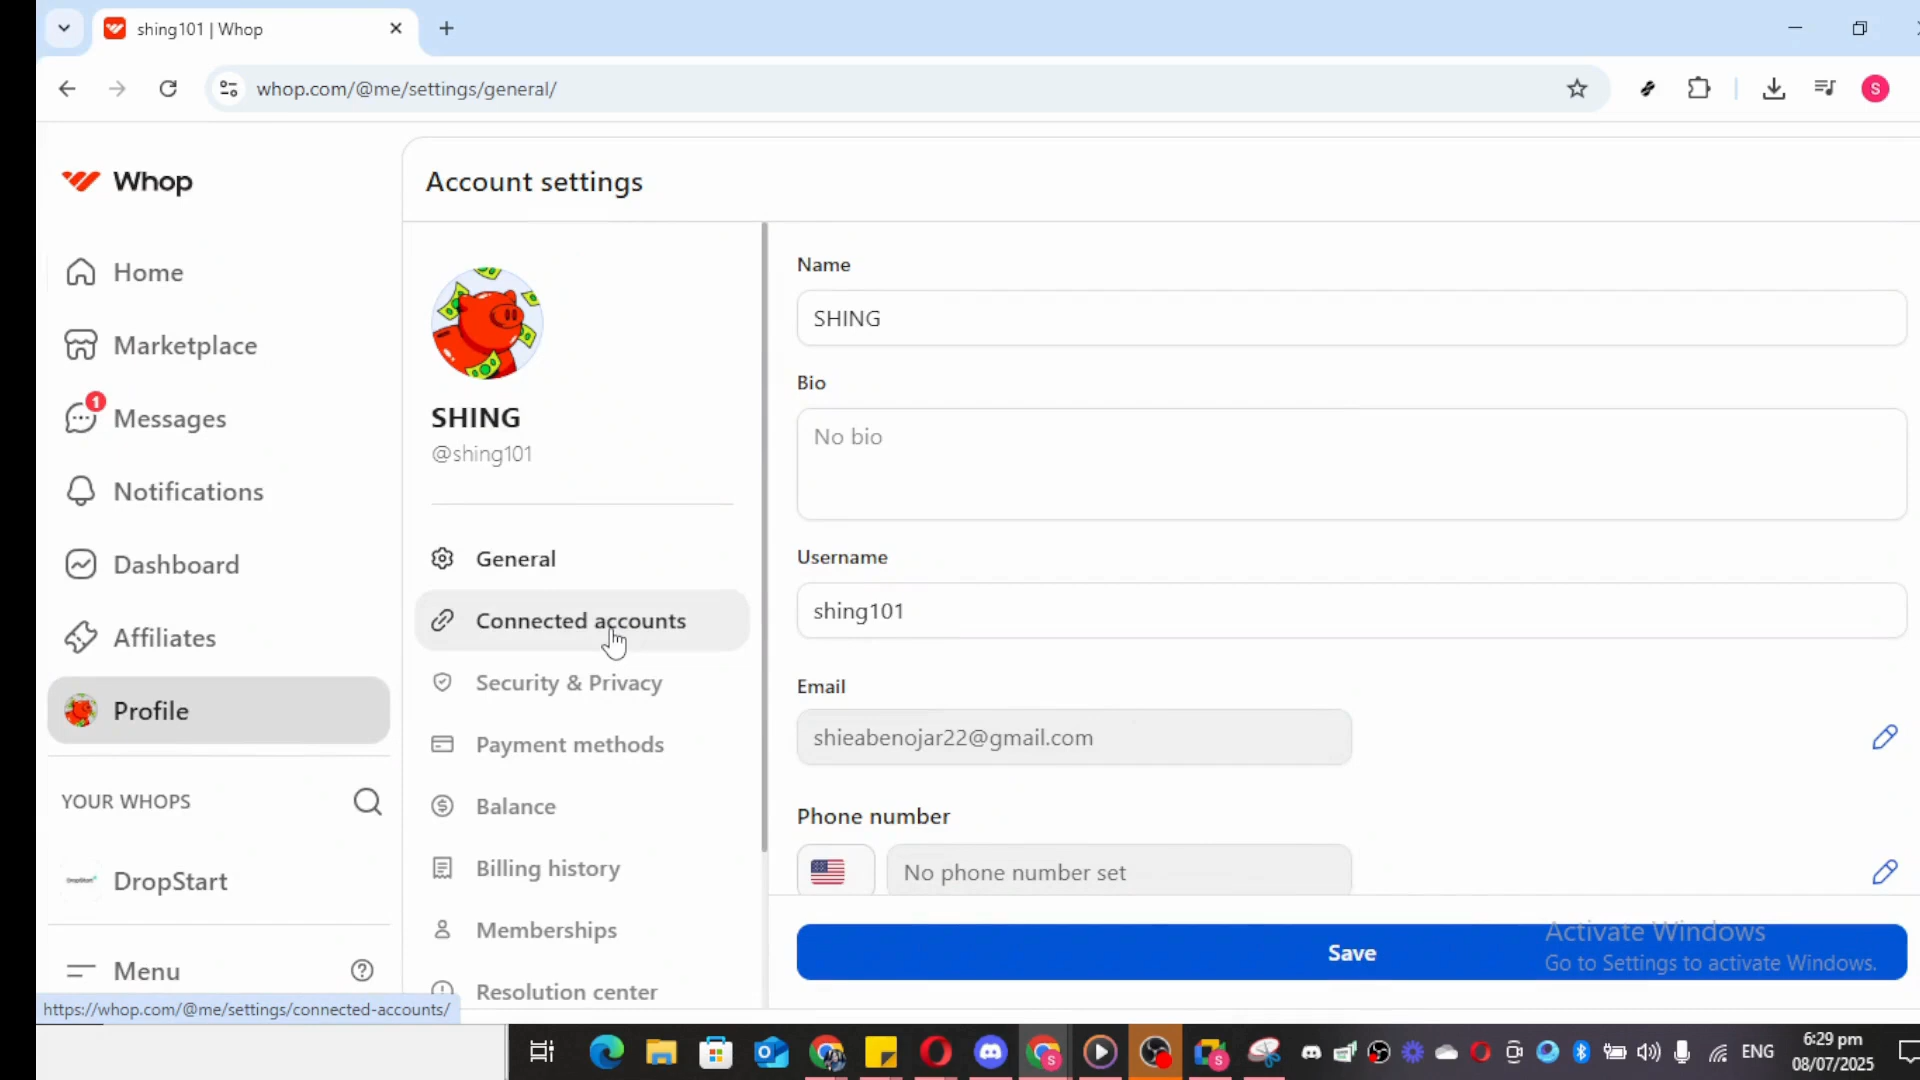 shing101 | Whop
whop.com/@me/settings/general/
S
Whop
Home
Marketplace
1
Messages
Notifications
Dashboard
Affiliates
Profile
YOUR WHOPS
DropStart
Menu
https://whop.com/@me/settings/connected-accounts/
Account settings
SHING
@shing101
General
Connected accounts
Security & Privacy
Payment methods
Balance
Billing history
Memberships
Resolution center
Name
SHING
Bio
No bio
Username
shing101
Email
shieabenojar22@gmail.com
Phone number
No phone number set
Save
Activate Windows
Go to Settings to activate Windows.
ENG
6:29 pm
08/07/2025